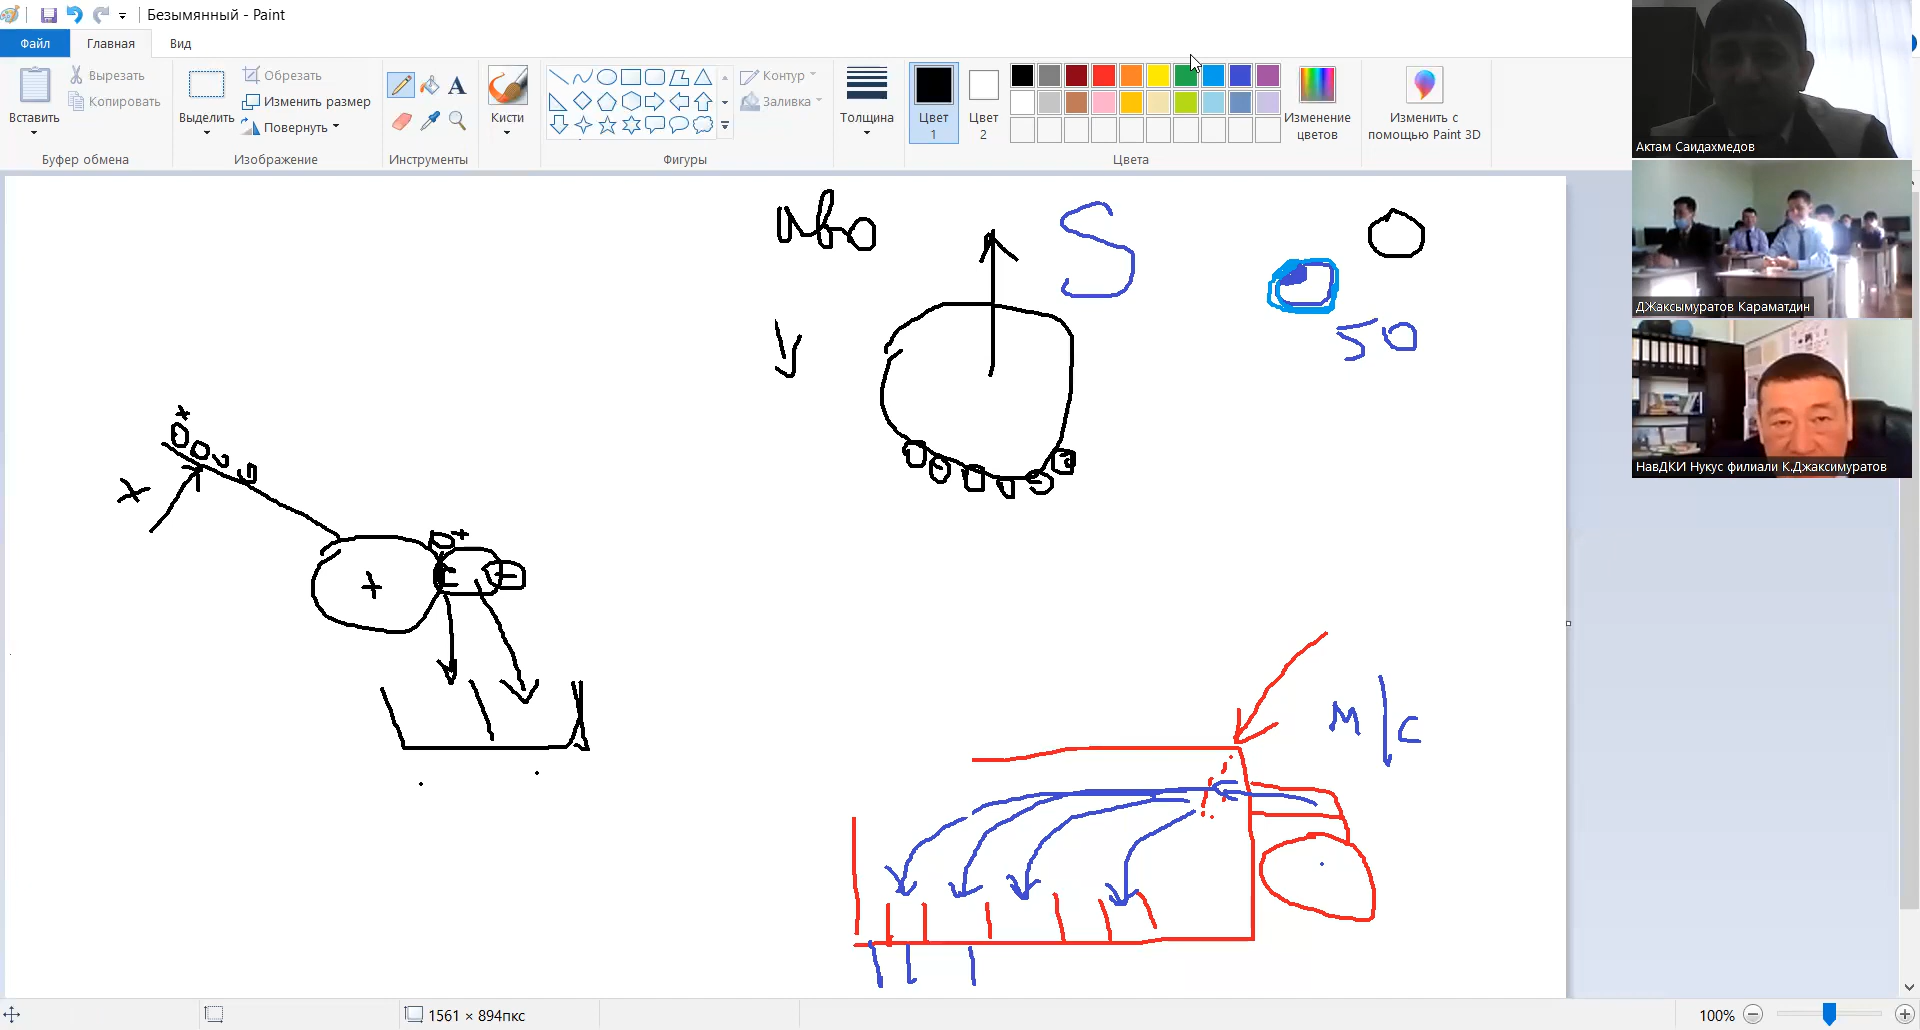 Безымянный - Paint
Файл
Главная
Вид
Вставить
Вырезать
Копировать
Буфер обмена
Выделить
Обрезать
Изменить размер
Повернуть
Изображение
A
Инструменты
Кисти
Контур
Заливка
Фигуры
Толщина
Цвет
1
Цвет
2
Изменение
цветов
Изменить с
помощью Paint 3D
Цвета
Актам Саидахмедов
ДЖаксымуратов Караматдин
НавДКИ Нукус филиали К.Джаксимуратов
S
50
м/с
1561 × 894пкс
100%